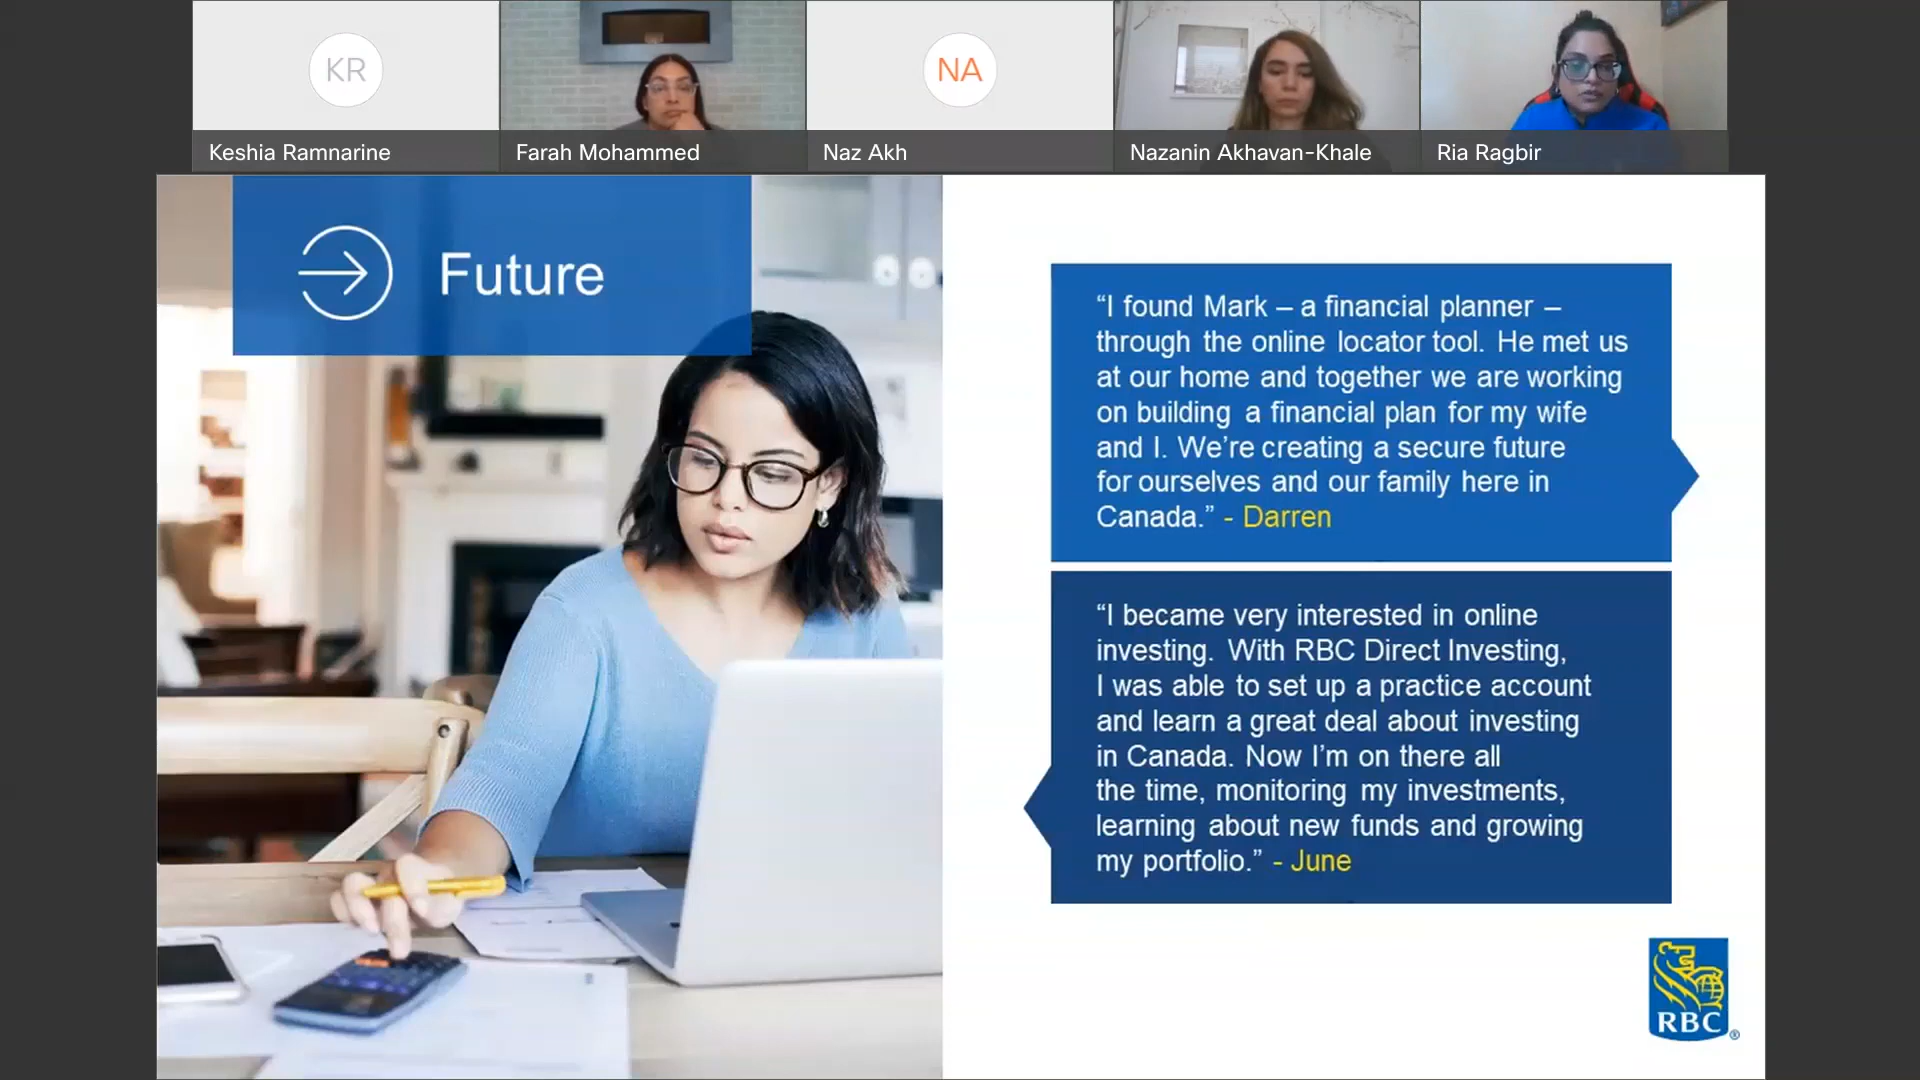 KR
NA
Keshia Ramnarine
Farah Mohammed
Naz Akh
Nazanin Akhavan-Khale
Ria Ragbir
Future
“I found Mark – a financial planner –
through the online locator tool. He met us
at our home and together we are working
on building a financial plan for my wife
and I. We’re creating a secure future
for ourselves and our family here in
Canada.” - Darren
“I became very interested in online
investing. With RBC Direct Investing,
I was able to set up a practice account
and learn a great deal about investing
in Canada. Now I’m on there all
the time, monitoring my investments,
learning about new funds and growing
my portfolio.” - June
RBC
®